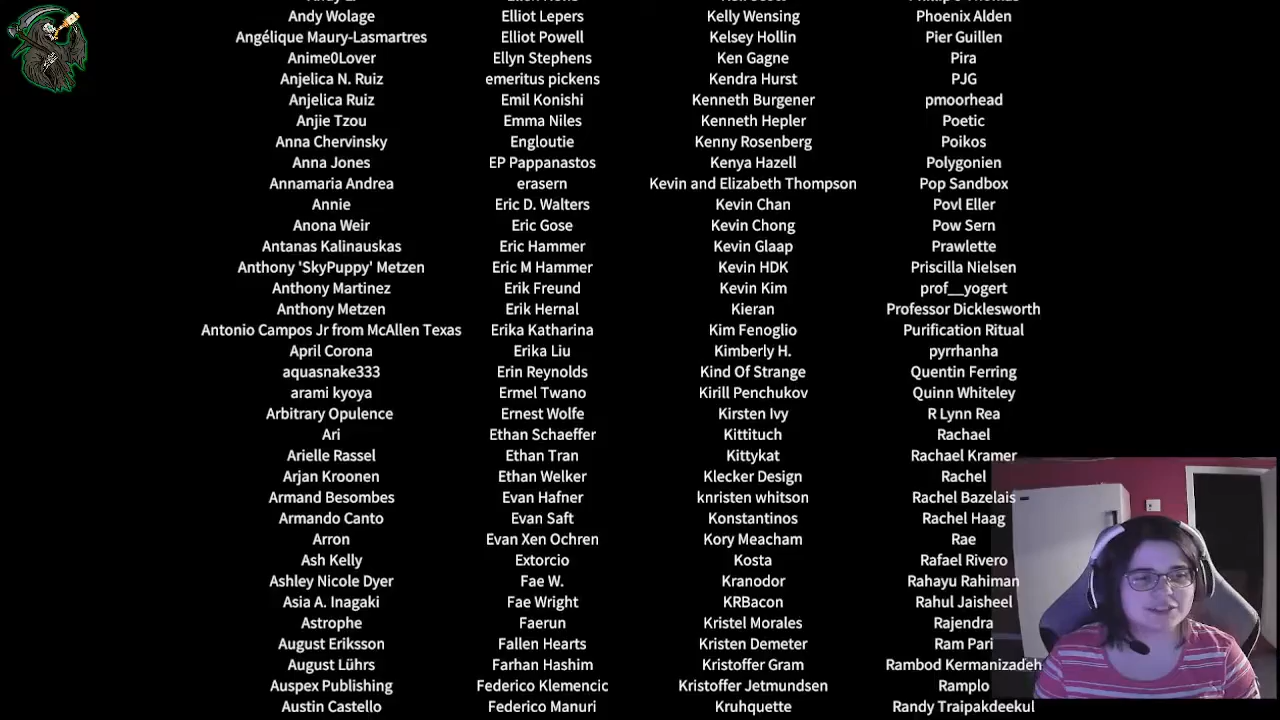 Andy Wolage
Angélique Maury-Lasmartres
Anime0Lover
Anjelica N. Ruiz
Anjelica Ruiz
Anjie Tzou
Anna Chervinsky
Anna Jones
Annamaria Andrea
Annie
Anona Weir
Antanas Kalinauskas
Anthony 'SkyPuppy' Metzen
Anthony Martinez
Anthony Metzen
Antonio Campos Jr from McAllen Texas
April Corona
aquasnake333
arami kyoya
Arbitrary Opulence
Ari
Arielle Rassel
Arjan Kroonen
Armand Besombes
Armando Canto
Arron
Ash Kelly
Ashley Nicole Dyer
Asia A. Inagaki
Astrophe
August Eriksson
August Lührs
Auspex Publishing
Austin Castello
Elliot Lepers
Elliot Powell
Ellyn Stephens
emeritus pickens
Emil Konishi
Emma Niles
Engloutie
EP Pappanastos
erasern
Eric D. Walters
Eric Gose
Eric Hammer
Eric M Hammer
Erik Freund
Erik Hernal
Erika Katharina
Erika Liu
Erin Reynolds
Ermel Twano
Ernest Wolfe
Ethan Schaeffer
Ethan Tran
Ethan Welker
Evan Hafner
Evan Saft
Evan Xen Ochren
Extorcio
Fae W.
Fae Wright
Faerun
Fallen Hearts
Farhan Hashim
Federico Klemencic
Federico Manuri
Kelly Wensing
Kelsey Hollin
Ken Gagne
Kendra Hurst
Kenneth Burgener
Kenneth Hepler
Kenny Rosenberg
Kenya Hazell
Kevin and Elizabeth Thompson
Kevin Chan
Kevin Chong
Kevin Glaap
Kevin HDK
Kevin Kim
Kieran
Kim Fenoglio
Kimberly H.
Kind Of Strange
Kirill Penchukov
Kirsten Ivy
Kittituch
Kittykat
Klecker Design
knristen whitson
Konstantinos
Kory Meacham
Kosta
Kranodor
KRBacon
Kristel Morales
Kristen Demeter
Kristoffer Gram
Kristoffer Jetmundsen
Kruhquette
Phoenix Alden
Pier Guillen
Pira
PJG
pmoorhead
Poetic
Poikos
Polygonien
Pop Sandbox
Povl Eller
Pow Sern
Prawlette
Priscilla Nielsen
prof__yogert
Professor Dicklesworth
Purification Ritual
pyrrhanha
Quentin Ferring
Quinn Whiteley
R Lynn Rea
Rachael
Rachael Kramer
Rachel
Rachel Bazelais
Rachel Haag
Rae
Rafael Rivero
Rahayu Rahiman
Rahul Jaisheel
Rajendra
Ram Pari
Rambod Kermanizadeh
Ramplo
Randy Traipakdeekul